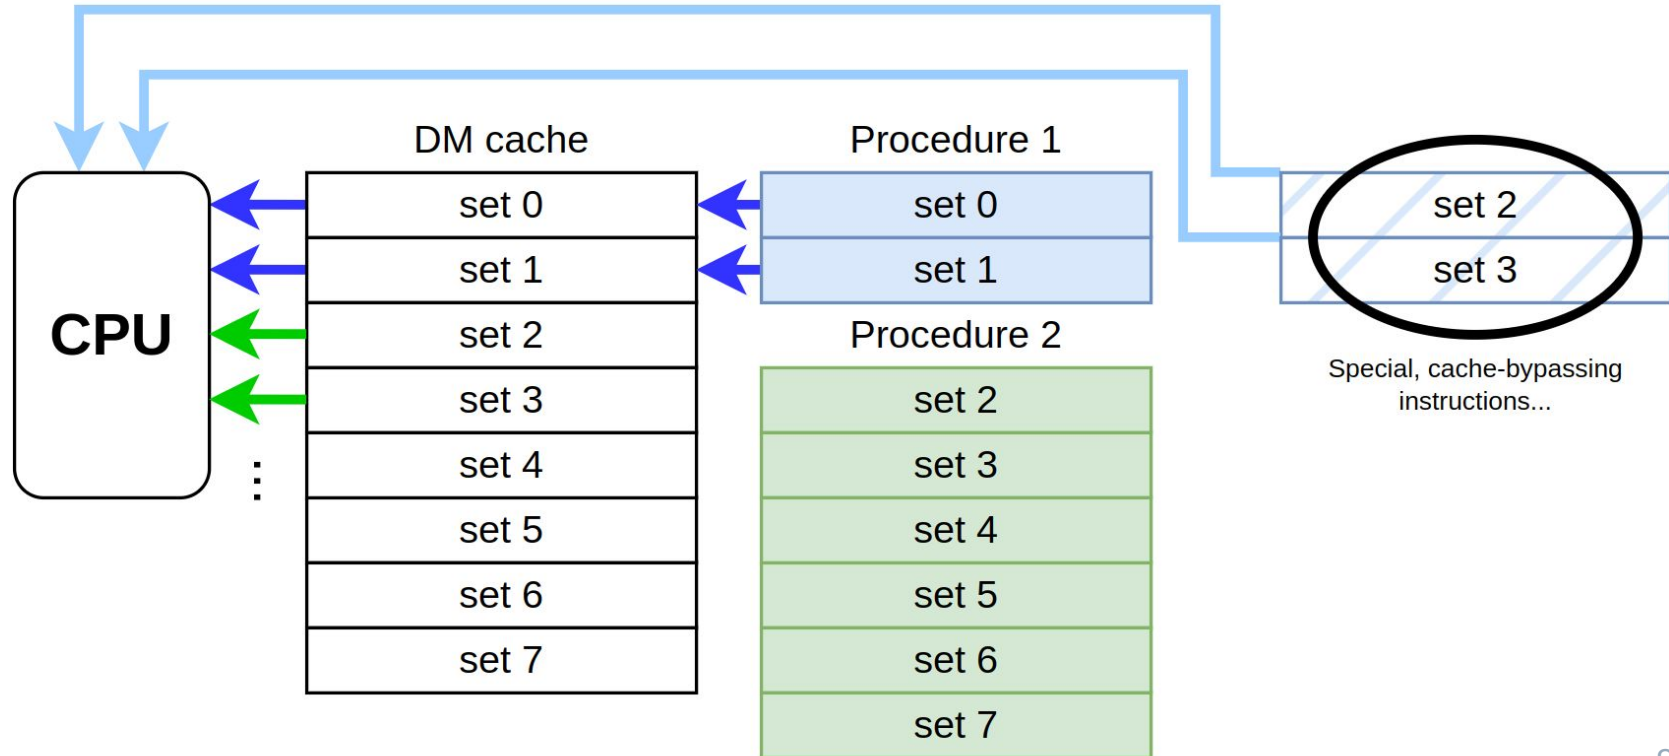 DM cache
Procedure 1
set 0
set 0
set 2
set 1
set 1
set 3
CPU
set 2
Procedure 2
Special, cache-bypassing
instructions...
set 3
set 2
set 4
set 3
...
set 5
set 4
set 6
set 5
set 7
set 6
set 7